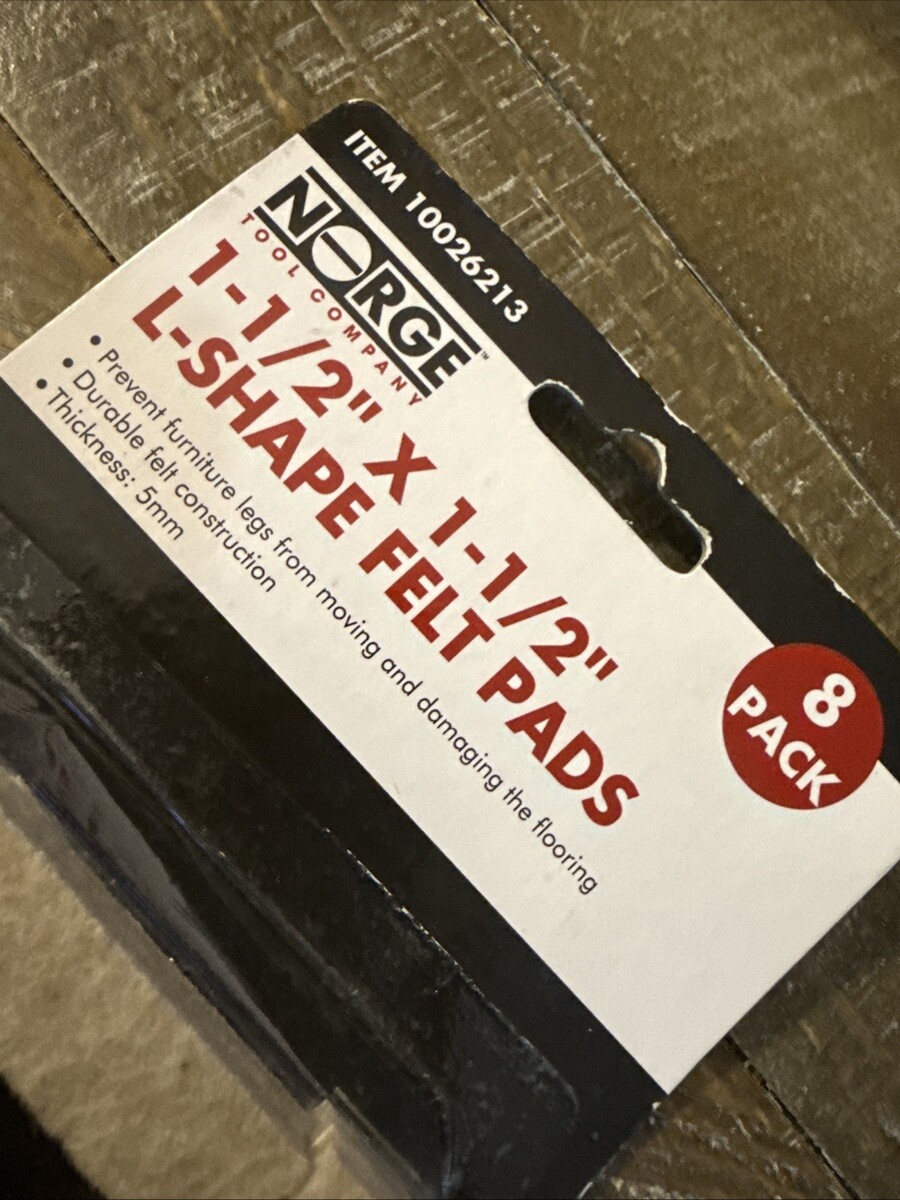 ITEM 10026213
NORGE™
TOOL COMPANY
1-1/2" X 1-1/2"
L-SHAPE FELT PADS
• Prevent furniture legs from moving and damaging the flooring
• Durable felt construction
• Thickness: 5mm
8
PACK